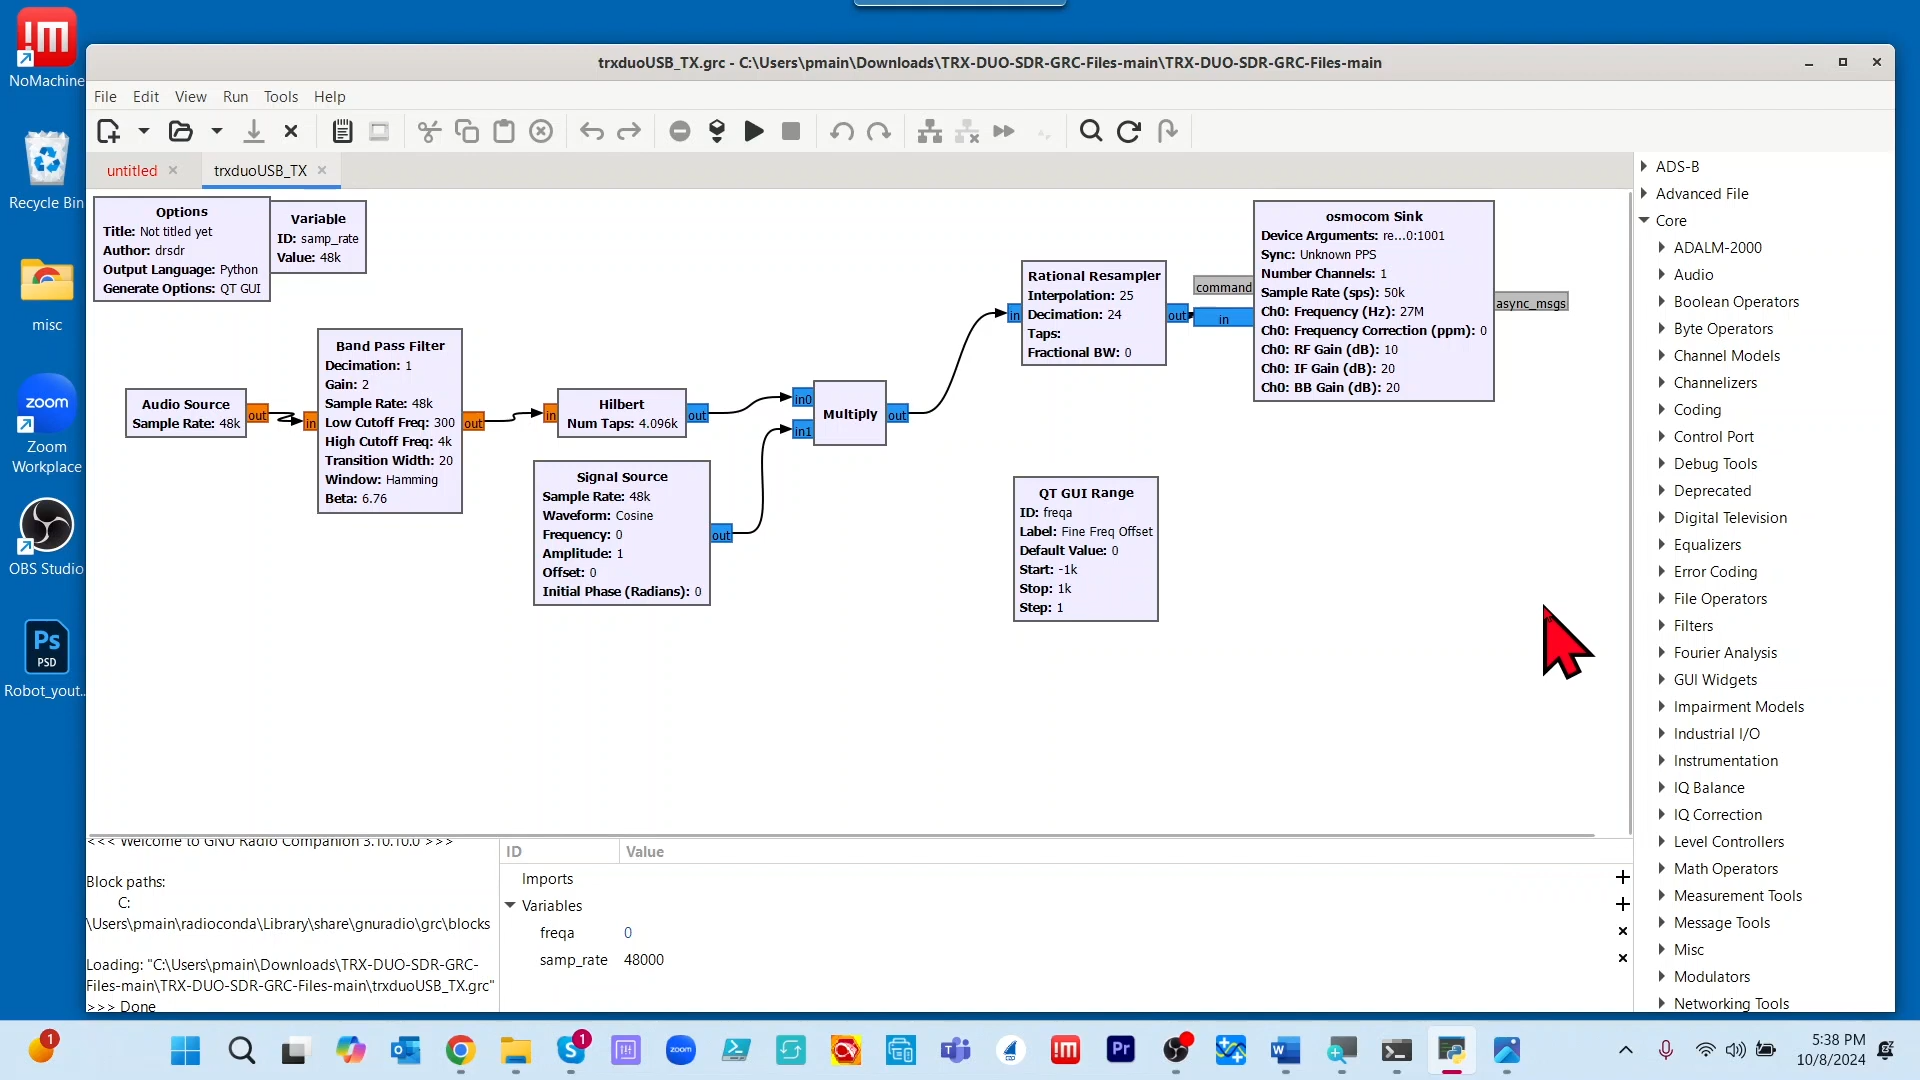 NoMachine
Recycle Bin
misc
zoom
Zoom
Workplace
OBS Studio
Ps
PSD
Robot_yout...
trxduoUSB_TX.grc - C:\Users\pmain\Downloads\TRX-DUO-SDR-GRC-Files-main\TRX-DUO-SDR-GRC-Files-main
File Edit View Run Tools Help
untitled
trxduoUSB_TX
Options
Title: Not titled yet
Author: drsdr
Output Language: Python
Generate Options: QT GUI
Variable
ID: samp_rate
Value: 48k
Audio Source
Sample Rate: 48k
out
in
Band Pass Filter
Decimation: 1
Gain: 2
Sample Rate: 48k
Low Cutoff Freq: 300
High Cutoff Freq: 4k
Transition Width: 20
Window: Hamming
Beta: 6.76
out
in
Hilbert
Num Taps: 4.096k
out
Signal Source
Sample Rate: 48k
Waveform: Cosine
Frequency: 0
Amplitude: 1
Offset: 0
Initial Phase (Radians): 0
out
in0
in1
Multiply
out
in
Rational Resampler
Interpolation: 25
Decimation: 24
Taps:
Fractional BW: 0
out
QT GUI Range
ID: freqa
Label: Fine Freq Offset
Default Value: 0
Start: -1k
Stop: 1k
Step: 1
command
in
osmocom Sink
Device Arguments: re...0:1001
Sync: Unknown PPS
Number Channels: 1
Sample Rate (sps): 50k
Ch0: Frequency (Hz): 27M
Ch0: Frequency Correction (ppm): 0
Ch0: RF Gain (dB): 10
Ch0: IF Gain (dB): 20
Ch0: BB Gain (dB): 20
async_msgs
ADS-B
Advanced File
Core
ADALM-2000
Audio
Boolean Operators
Byte Operators
Channel Models
Channelizers
Coding
Control Port
Debug Tools
Deprecated
Digital Television
Equalizers
Error Coding
File Operators
Filters
Fourier Analysis
GUI Widgets
Impairment Models
Industrial I/O
Instrumentation
IQ Balance
IQ Correction
Level Controllers
Math Operators
Measurement Tools
Message Tools
Misc
Modulators
Networking Tools
<<< Welcome to GNU Radio Companion 3.10.10.0 >>>
Block paths:
C:
\Users\pmain\radioconda\Library\share\gnuradio\grc\blocks
Loading: "C:\Users\pmain\Downloads\TRX-DUO-SDR-GRC-
Files-main\TRX-DUO-SDR-GRC-Files-main\trxduoUSB_TX.grc"
>>> Done
ID Value
Imports
Variables
freqa 0
samp_rate 48000
1
1
zoom
Pr
5:38 PM
10/8/2024